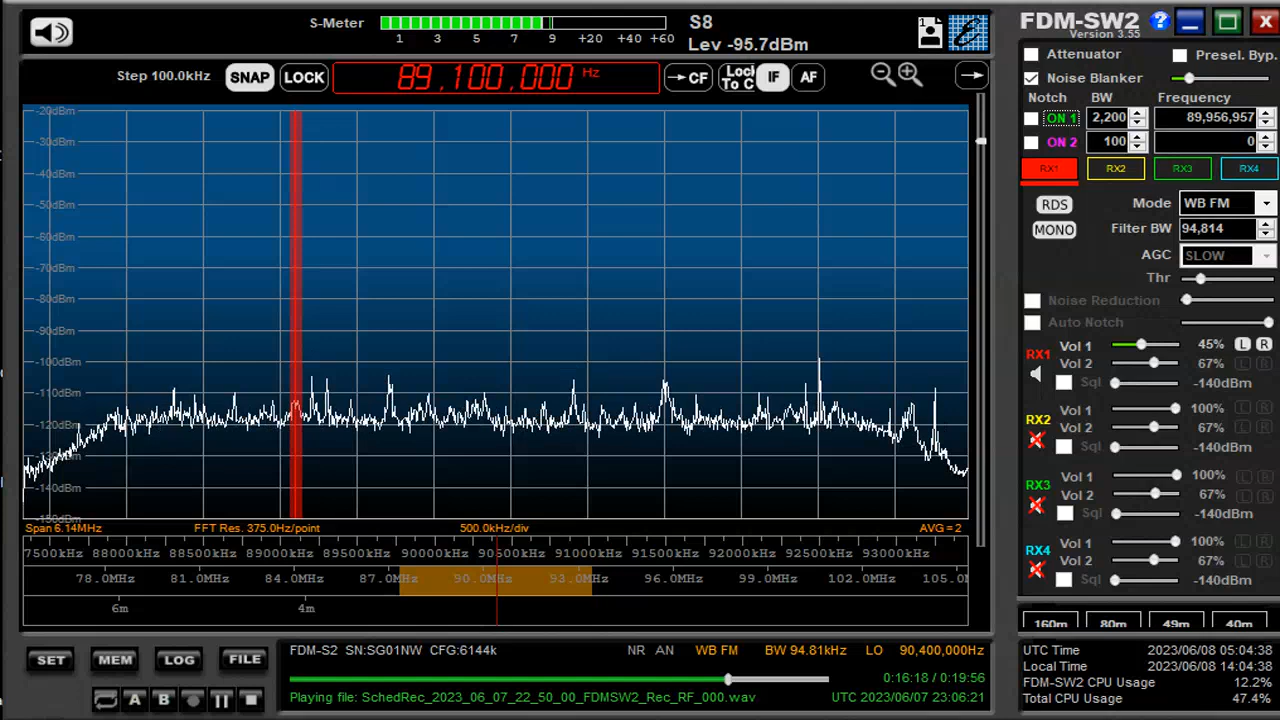 S-Meter
1 3 5 7 9 +20 +40 +60
S8
Lev -95.7dBm
FDM-SW2
Version 3.55
?
X
Step 100.0kHz
SNAP
LOCK
89,100,000 Hz
→CF
Lock
To C
IF
AF
-20dBm
-30dBm
-40dBm
-50dBm
-60dBm
-70dBm
-80dBm
-90dBm
-100dBm
-110dBm
-120dBm
-130dBm
-140dBm
-150dBm
Span 6.14MHz
FFT Res. 375.0Hz/point
500.0kHz/div
AVG = 2
7500kHz 88000kHz 88500kHz 89000kHz 89500kHz 90000kHz 90500kHz 91000kHz 91500kHz 92000kHz 92500kHz 93000kHz
78.0MHz 81.0MHz 84.0MHz 87.0MHz 90.0MHz 93.0MHz 96.0MHz 99.0MHz 102.0MHz 105.0
6m 4m
SET
MEM
LOG
FILE
A
B
FDM-S2 SN:SG01NW CFG:6144k
NR AN
WB FM
BW 94.81kHz
LO 90,400,000Hz
0:16:18 / 0:19:56
Playing file: SchedRec_2023_06_07_22_50_00_FDMSW2_Rec_RF_000.wav
UTC 2023/06/07 23:06:21
Attenuator
Presel. Byp.
Noise Blanker
Notch BW Frequency
ON 1 2,200 89,956,957
ON 2 100 0
RX1 RX2 RX3 RX4
RDS
Mode WB FM
MONO
Filter BW 94,814
AGC SLOW
Thr
Noise Reduction
Auto Notch
RX1
Vol 1 45% L R
Vol 2 67% L R
Sql -140dBm
RX2
Vol 1 100% L R
Vol 2 67% L R
Sql -140dBm
RX3
Vol 1 100% L R
Vol 2 67% L R
Sql -140dBm
RX4
Vol 1 100% L R
Vol 2 67% L R
Sql -140dBm
160m 80m 49m 40m
UTC Time 2023/06/08 05:04:38
Local Time 2023/06/08 14:04:38
FDM-SW2 CPU Usage 12.2%
Total CPU Usage 47.4%